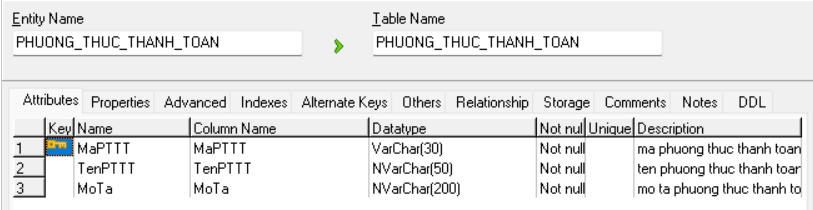 Entity Name Table Name
PHUONG_THUC_THANH_TOAN PHUONG_THUC_THANH_TOAN
Attributes Properties Advanced Indexes Alternate Keys Others Relationship Storage Comments Notes DDL
Key Name Column Name Datatype Not nul Unique Description
1 MaPTTT MaPTTT VarChar(30) Not null ma phuong thuc thanh toan
2 TenPTTT TenPTTT NVarChar(50) Not null ten phuong thuc thanh toan
3 MoTa MoTa NVarChar(200) Not null mo ta phuong thuc thanh to